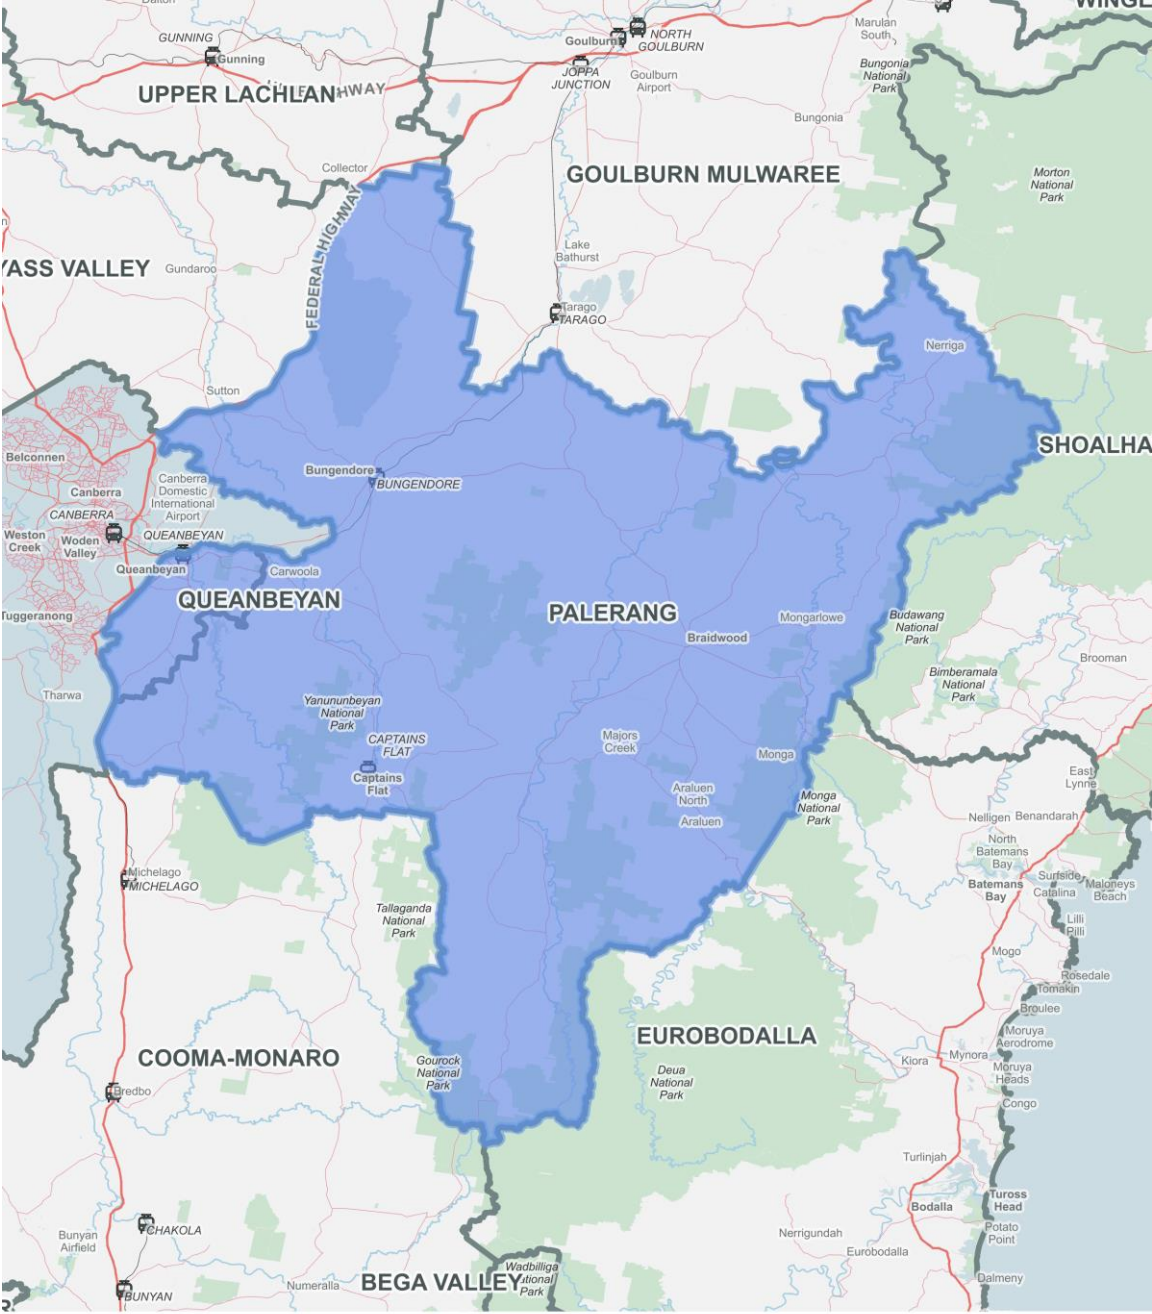 WINGE
GUNNING
Gunning
UPPER LACHLAN
HIGHWAY
Goulburn
NORTH
GOULBURN
JOPPA
JUNCTION
Goulburn
Airport
Marulan
South
Bungonia
National
Park
Bungonia
Collector
GOULBURN MULWAREE
Morton
National
Park
YASS VALLEY
Gundaroo
FEDERAL HIGHWAY
Lake
Bathurst
Tarago
TARAGO
Nerriga
Sutton
SHOALHA
Belconnen
Canberra
CANBERRA
Canberra
Domestic
International
Airport
Bungendore
BUNGENDORE
Weston
Creek
Woden
Valley
QUEANBEYAN
Queanbeyan
Carwoola
QUEANBEYAN
PALERANG
Tuggeranong
Mongarlowe
Braidwood
Budawang
National
Park
Brooman
Bimberamala
National
Park
Tharwa
Yanununbeyan
National
Park
CAPTAINS
FLAT
Captains
Flat
Majors
Creek
Monga
Araluen
North
Araluen
Monga
National
Park
East
Lynne
Nelligen
Benandarah
North
Batemans
Bay
Batemans
Bay
Surfside
Catalina
Maloneys
Beach
Lilli
Pilli
Michelago
MICHELAGO
Tallaganda
National
Park
Mogo
Rosedale
Tomakin
Broulee
COOMA-MONARO
EUROBODALLA
Moruya
Aerodrome
Kiora
Mynora
Moruya
Heads
Congo
Gourock
National
Park
Deua
National
Park
Bredbo
Turlinjah
Tuross
Head
Bodalla
Potato
Point
CHAKOLA
Bunyan
Airfield
Nerrigundah
Eurobodalla
Wadbilliga
National
Park
BEGA VALLEY
Numeralla
BUNYAN
Dalmeny